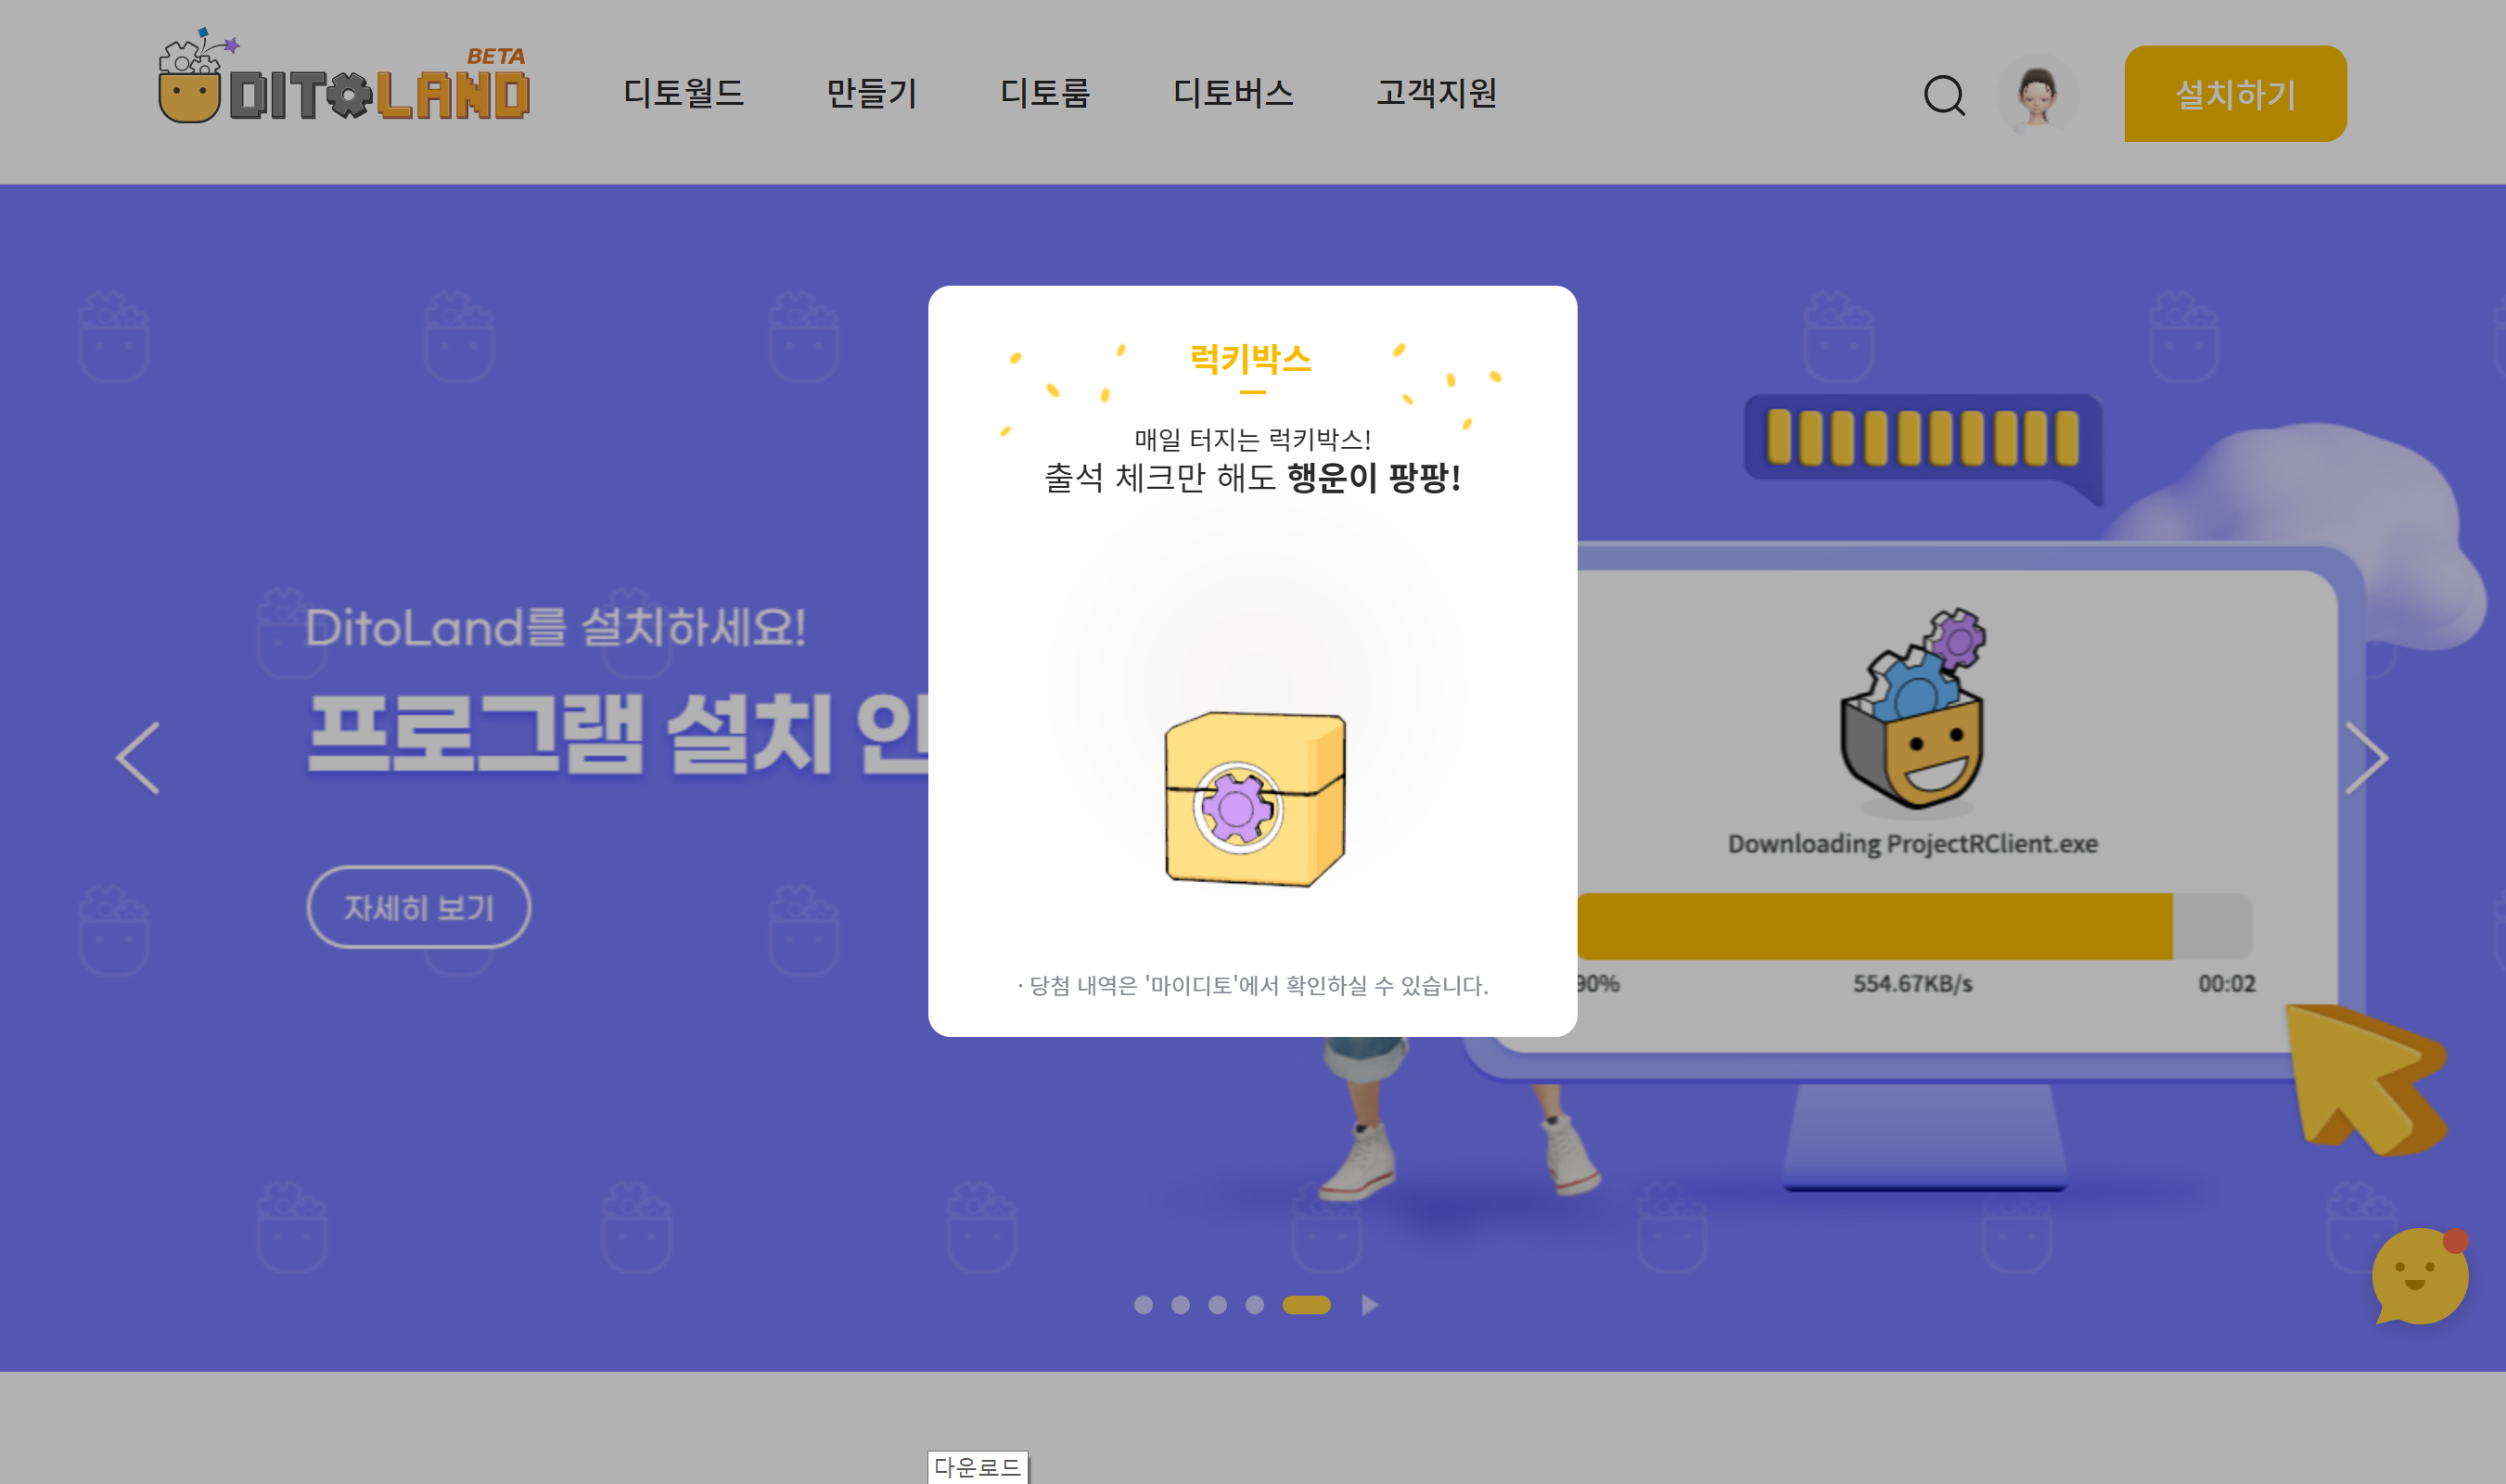 BETA
DITOLAND
디토월드
만들기
디토룸
디토버스
고객지원
설치하기
럭키박스
매일 터지는 럭키박스!
출석 체크만 해도 행운이 팡팡!
DitoLand를 설치하세요!
프로그램 설치
자세히 보기
Downloading ProjectRClient.exe
90%
554.67KB/s
00:02
· 당첨 내역은 '마이디토'에서 확인하실 수 있습니다.
다운로드